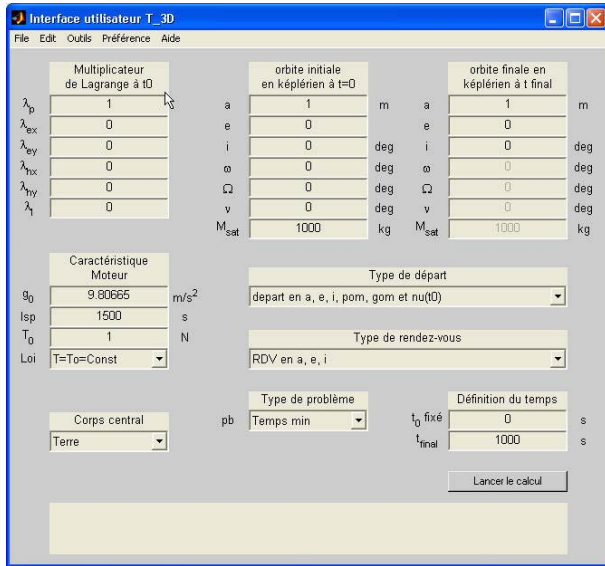 Interface utilisateur T_3D
File Edit Outils Préférence Aide
Multiplicateur
de Lagrange à t0
λp 1
λex 0
λey 0
λhx 0
λhy 0
λl 0
orbite initiale
en képlérien à t=0
a 1 m
e 0
i 0 deg
ω 0 deg
Ω 0 deg
ν 0 deg
Msat 1000 kg
orbite finale en
képlérien à t final
a 1 m
e 0
i 0 deg
ω 0 deg
Ω 0 deg
ν 0 deg
Msat 1000 kg
Caractéristique
Moteur
g0 9.80665 m/s²
Isp 1500 s
T0 1 N
Loi T=To=Const
Type de départ
depart en a, e, i, pom, gom et nu(t0)
Type de rendez-vous
RDV en a, e, i
Corps central
Terre
Type de problème
pb Temps min
Définition du temps
t0 fixé 0 s
tfinal 1000 s
Lancer le calcul